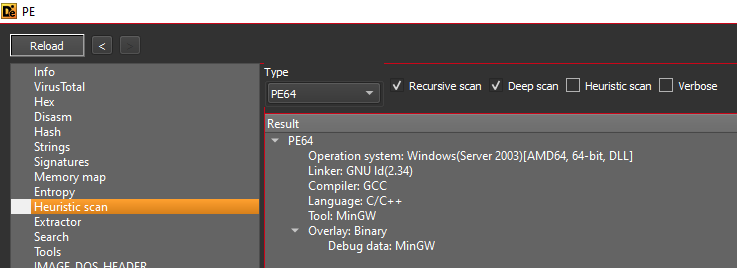 PE
Reload < >
Info
VirusTotal
Hex
Disasm
Hash
Strings
Signatures
Memory map
Entropy
Heuristic scan
Extractor
Search
Tools
IMAGE_DOS_HEADER
Type
PE64
Recursive scan Deep scan Heuristic scan Verbose
Result
PE64
Operation system: Windows(Server 2003)[AMD64, 64-bit, DLL]
Linker: GNU ld(2.34)
Compiler: GCC
Language: C/C++
Tool: MinGW
Overlay: Binary
Debug data: MinGW